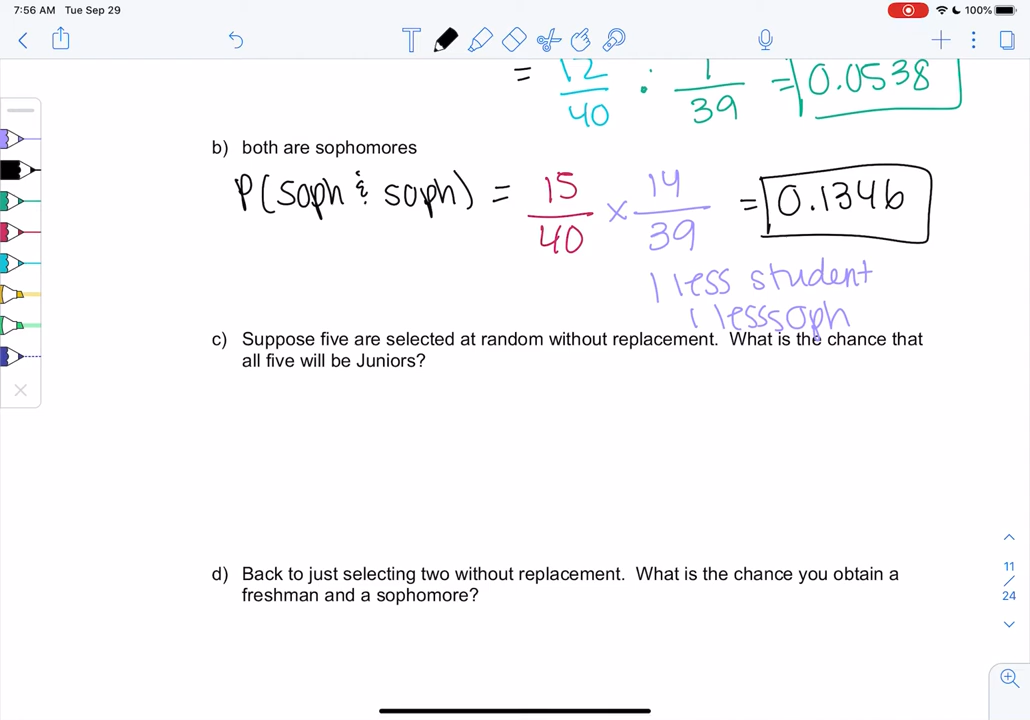 7:56 AM Tue Sep 29
100%
= 12/40 · 1/39 = 0.0538
b) both are sophomores
P(soph & soph) = 15/40 × 14/39 = 0.1346
1 less student
1 less soph
c) Suppose five are selected at random without replacement. What is the chance that
all five will be Juniors?
d) Back to just selecting two without replacement. What is the chance you obtain a
freshman and a sophomore?
11
/
24